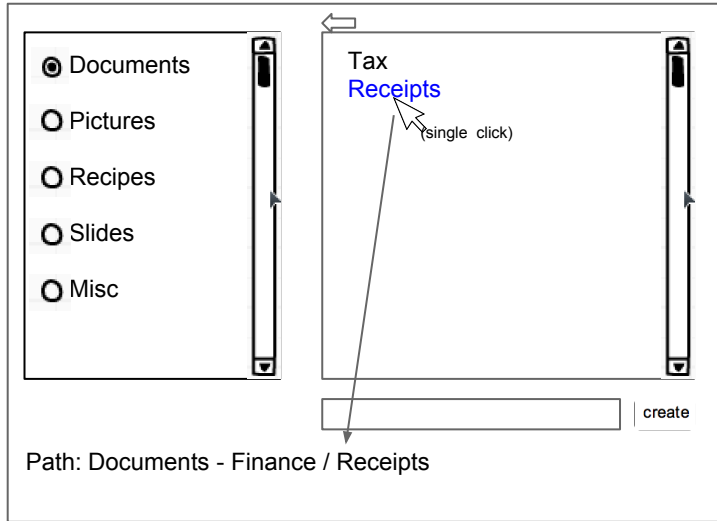 Documents
Pictures
Recipes
Slides
Misc
Tax
Receipts
(single click)
create
Path: Documents - Finance / Receipts